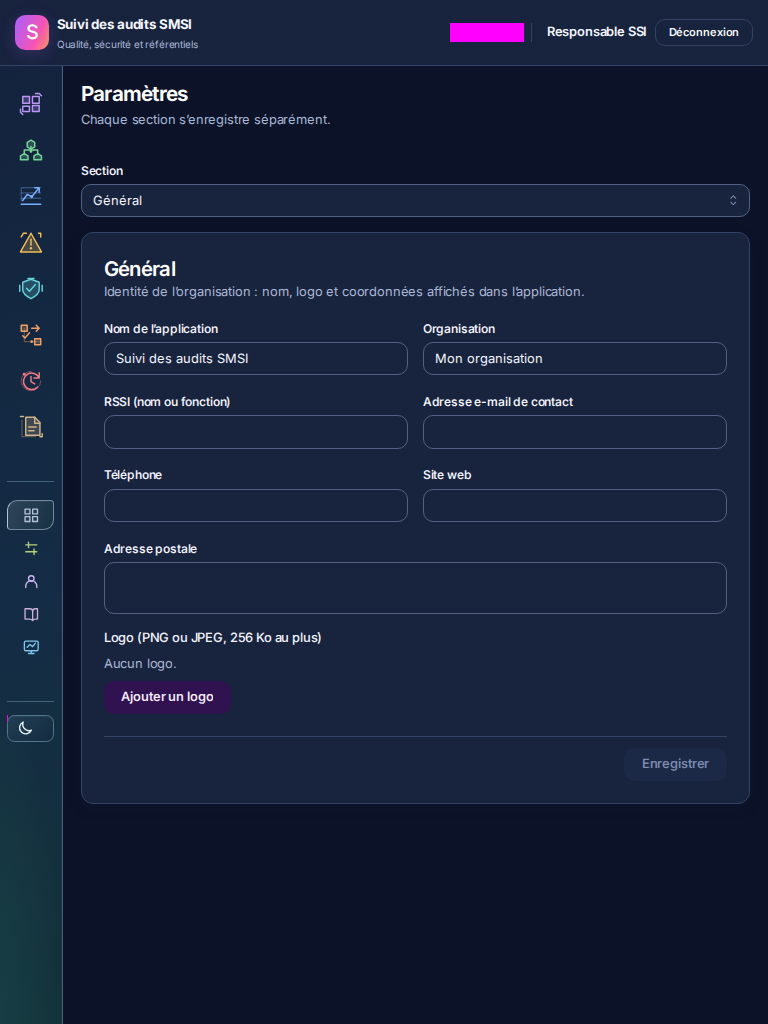 S
Suivi des audits SMSI
Qualité, sécurité et référentiels
Responsable SSI
Déconnexion
Paramètres
Chaque section s’enregistre séparément.
Section
Général
Général
Identité de l’organisation : nom, logo et coordonnées affichés dans l’application.
Nom de l’application
Organisation
Suivi des audits SMSI
Mon organisation
RSSI (nom ou fonction)
Adresse e-mail de contact
Téléphone
Site web
Adresse postale
Logo (PNG ou JPEG, 256 Ko au plus)
Aucun logo.
Ajouter un logo
Enregistrer